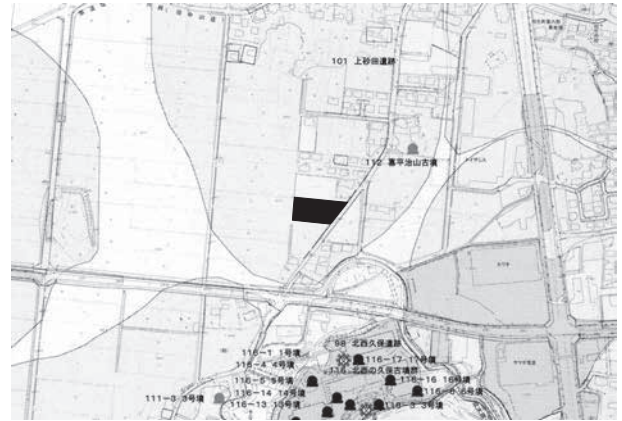 101 上砂田遺跡
112 喜平治山古墳
98 北西久保遺跡
116-1 1号墳
116-17 17号墳
116-4 4号墳
116 北西の久保古墳群
116-5 5号墳
116-16 16号墳
116-14 14号墳
116-6 6号墳
111-3 3号墳
116-13 13号墳
116-3 3号墳